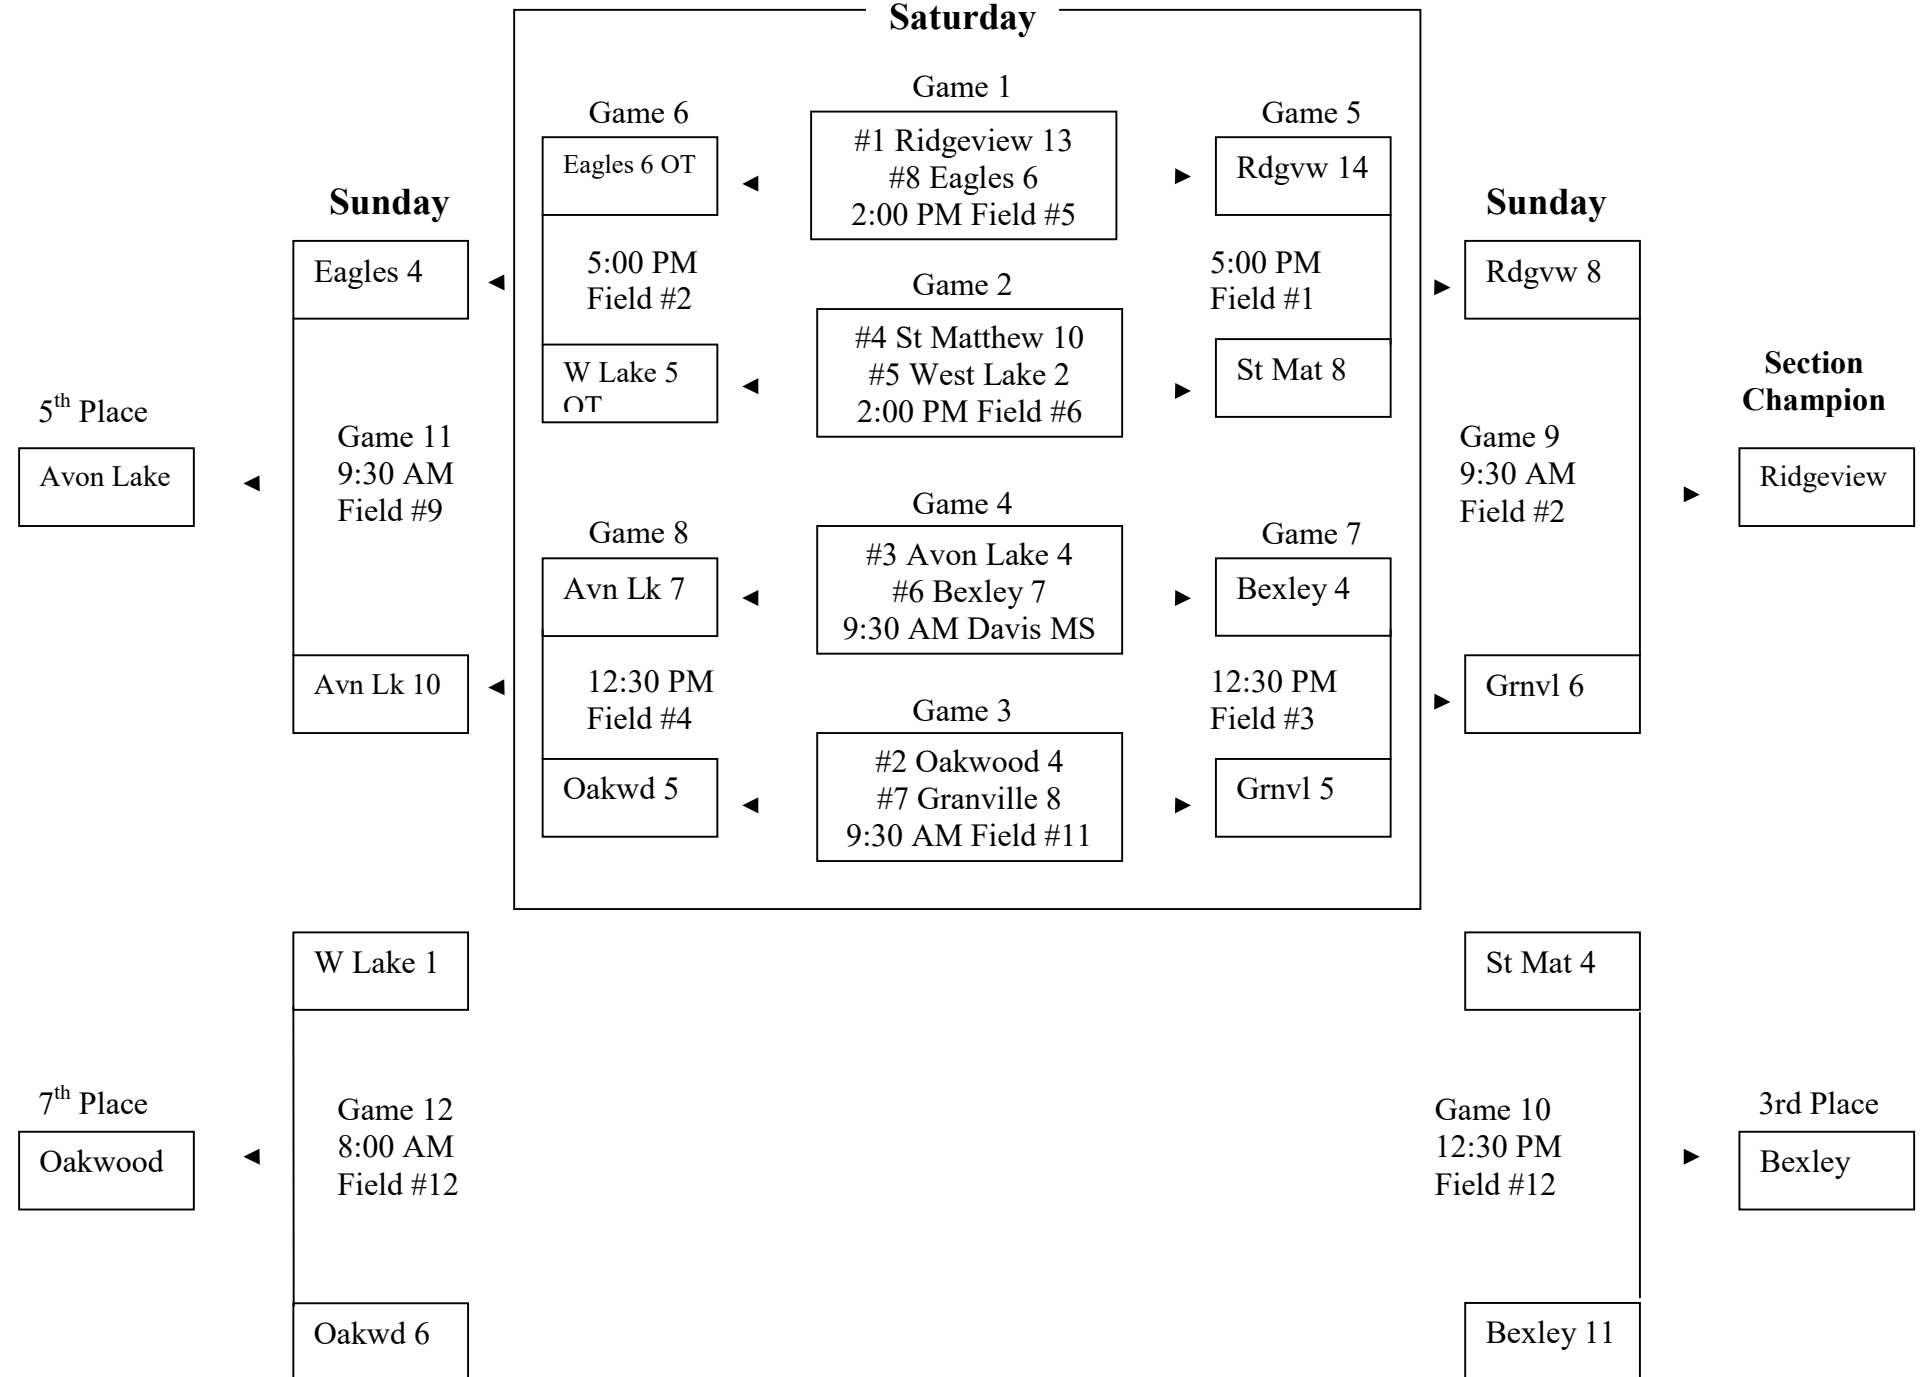 Saturday
Game 1
Game 6
Game 5
#1 Ridgeview 13
#8 Eagles 6
2:00 PM Field #5
Eagles 6 OT
Rdgvw 14
Sunday
Sunday
Eagles 4
5:00 PM
Field #2
Game 2
5:00 PM
Field #1
Rdgvw 8
#4 St Matthew 10
#5 West Lake 2
2:00 PM Field #6
W Lake 5
OT
St Mat 8
Section
Champion
5th Place
Avon Lake
Game 11
9:30 AM
Field #9
Game 9
9:30 AM
Field #2
Ridgeview
Game 4
Game 8
Game 7
#3 Avon Lake 4
#6 Bexley 7
9:30 AM Davis MS
Avn Lk 7
Bexley 4
Avn Lk 10
12:30 PM
Field #4
Game 3
12:30 PM
Field #3
Grnvl 6
#2 Oakwood 4
#7 Granville 8
9:30 AM Field #11
Oakwd 5
Grnvl 5
W Lake 1
St Mat 4
7th Place
Oakwood
Game 12
8:00 AM
Field #12
Game 10
12:30 PM
Field #12
3rd Place
Bexley
Oakwd 6
Bexley 11